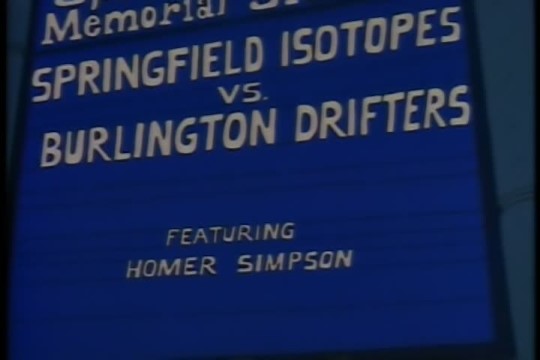 Memorial
SPRINGFIELD ISOTOPES
VS.
BURLINGTON DRIFTERS
FEATURING
HOMER SIMPSON